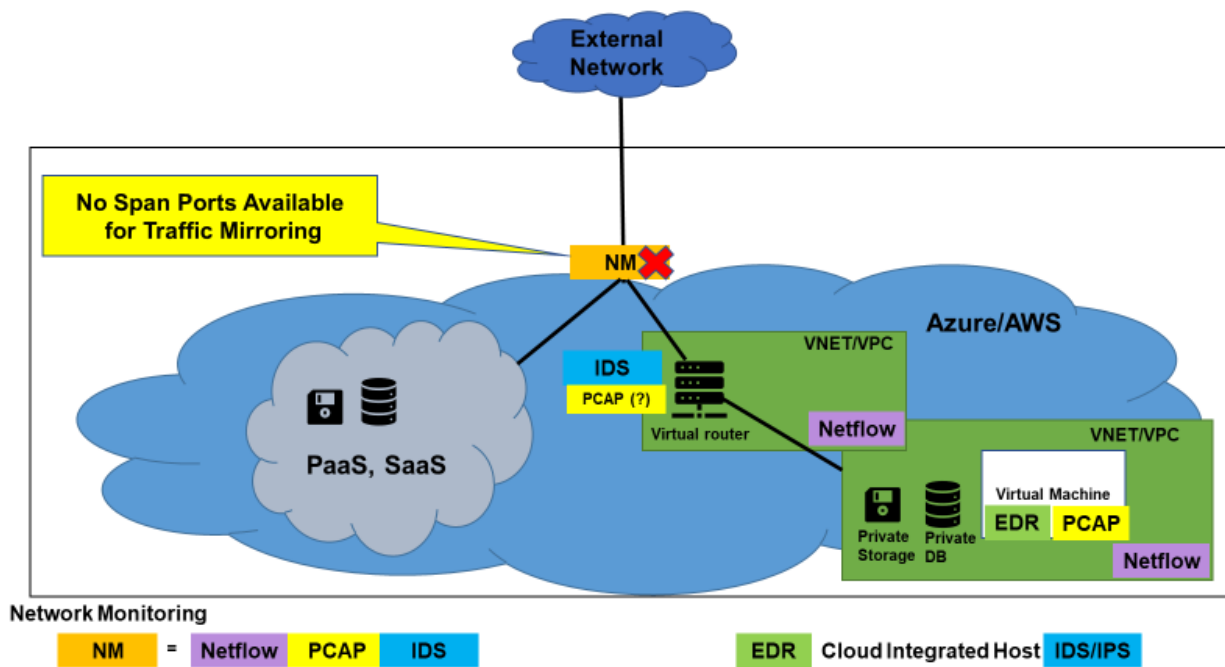 External
Network
No Span Ports Available
for Traffic Mirroring
NM
Azure/AWS
VNET/VPC
IDS
PCAP (?)
Virtual router
Netflow
PaaS, SaaS
VNET/VPC
Virtual Machine
EDR PCAP
Private
Storage
Private
DB
Netflow
Network Monitoring
NM = Netflow PCAP IDS
EDR Cloud Integrated Host IDS/IPS